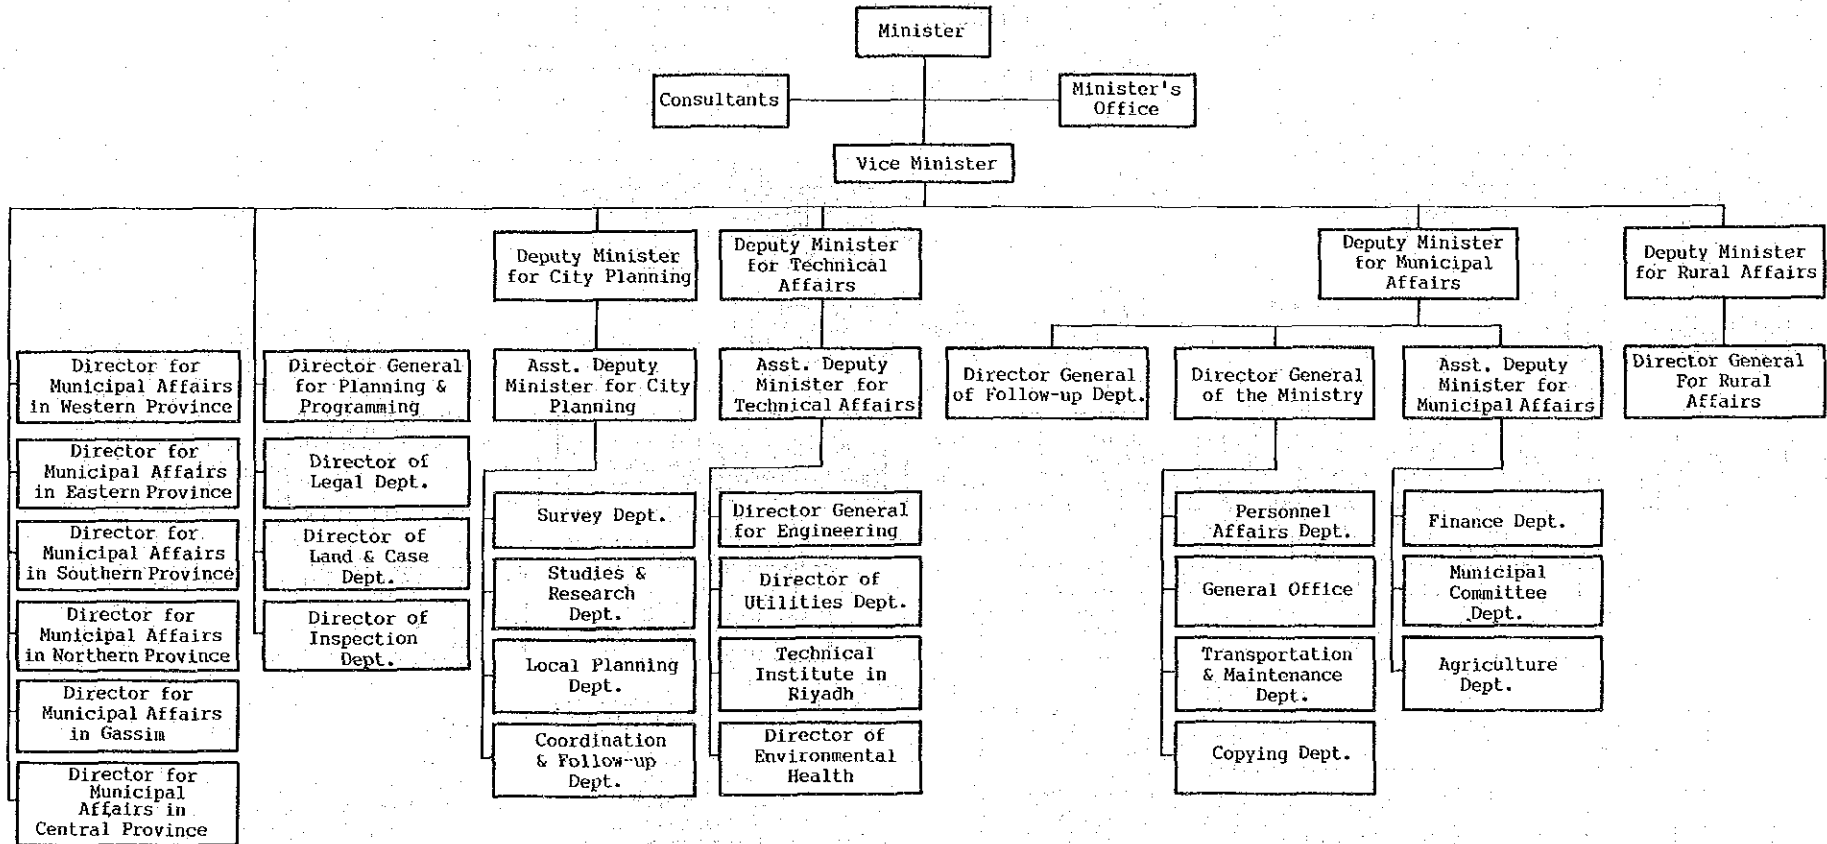 Minister
Consultants
Minister's
Office
Vice Minister
Deputy Minister
for City Planning
Deputy Minister
for Technical
Affairs
Deputy Minister
for Municipal
Affairs
Deputy Minister
for Rural Affairs
Director for
Municipal Affairs
in Western Province
Director for
Municipal Affairs
in Eastern Province
Director for
Municipal Affairs
in Southern Province
Director for
Municipal Affairs
in Northern Province
Director for
Municipal Affairs
in Gassim
Director for
Municipal
Affairs in
Central Province
Director General
for Planning &
Programming
Director of
Legal Dept.
Director of
Land & Case
Dept.
Director of
Inspection
Dept.
Asst. Deputy
Minister for City
Planning
Survey Dept.
Studies &
Research
Dept.
Local Planning
Dept.
Coordination
& Follow-up
Dept.
Asst. Deputy
Minister for
Technical Affairs
Director General
for Engineering
Director of
Utilities Dept.
Technical
Institute in
Riyadh
Director of
Environmental
Health
Director General
of Follow-up Dept.
Director General
of the Ministry
Personnel
Affairs Dept.
General Office
Transportation
& Maintenance
Dept.
Copying Dept.
Asst. Deputy
Minister for
Municipal Affairs
Finance Dept.
Municipal
Committee
Dept.
Agriculture
Dept.
Director General
For Rural
Affairs